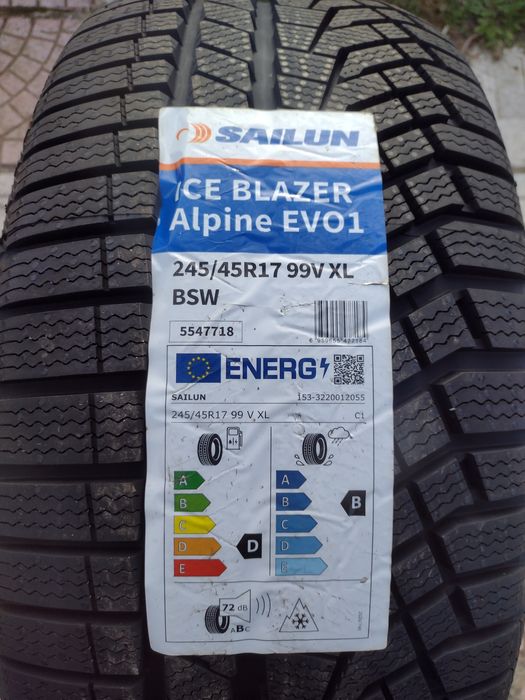 SAILUN
ICE BLAZER
Alpine EVO1
245/45R17 99V XL
BSW
5547718
ENERG
SAILUN 153-3220012055
245/45R17 99 V XL C1
A A
B B B
C C
D D D
E E
72 dB
ABC